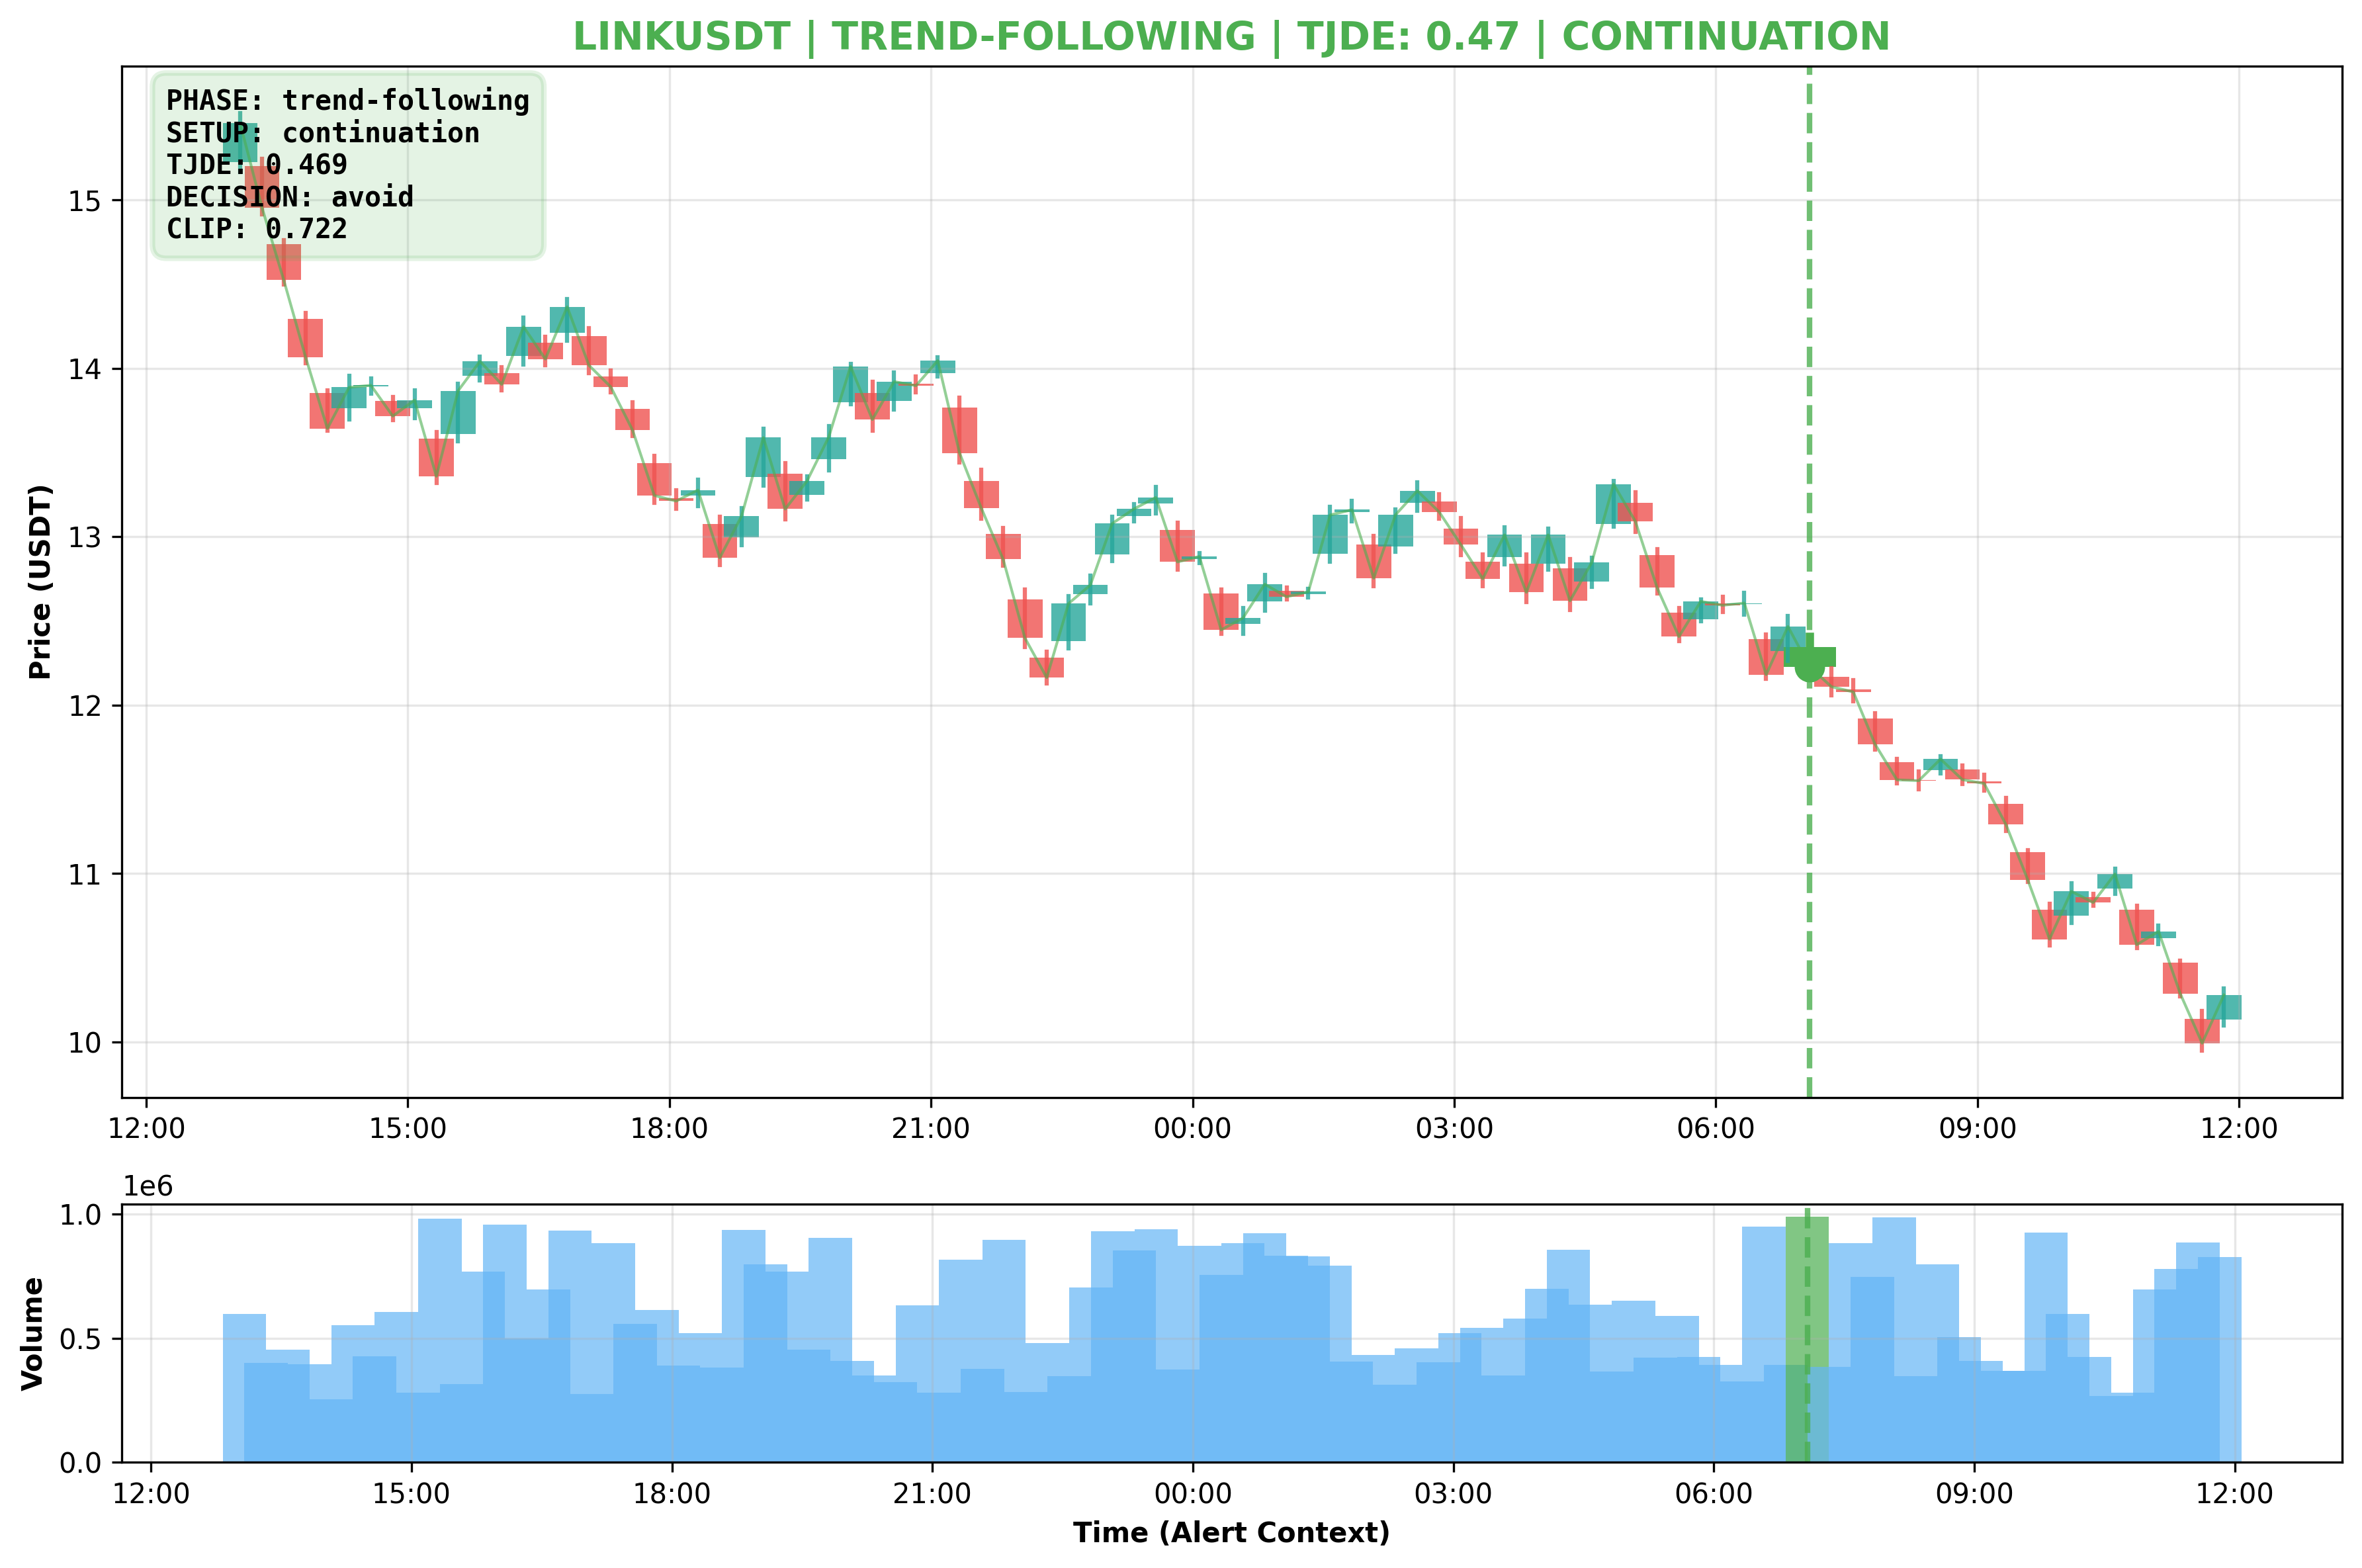 LINKUSDT | TREND-FOLLOWING | TJDE: 0.47 | CONTINUATION
PHASE: trend-following
SETUP: continuation
TJDE: 0.469
DECISION: avoid
CLIP: 0.722
Price (USDT)
15
14
13
12
11
10
12:00 15:00 18:00 21:00 00:00 03:00 06:00 09:00 12:00
1e6
Volume
1.0
0.5
0.0
12:00 15:00 18:00 21:00 00:00 03:00 06:00 09:00 12:00
Time (Alert Context)